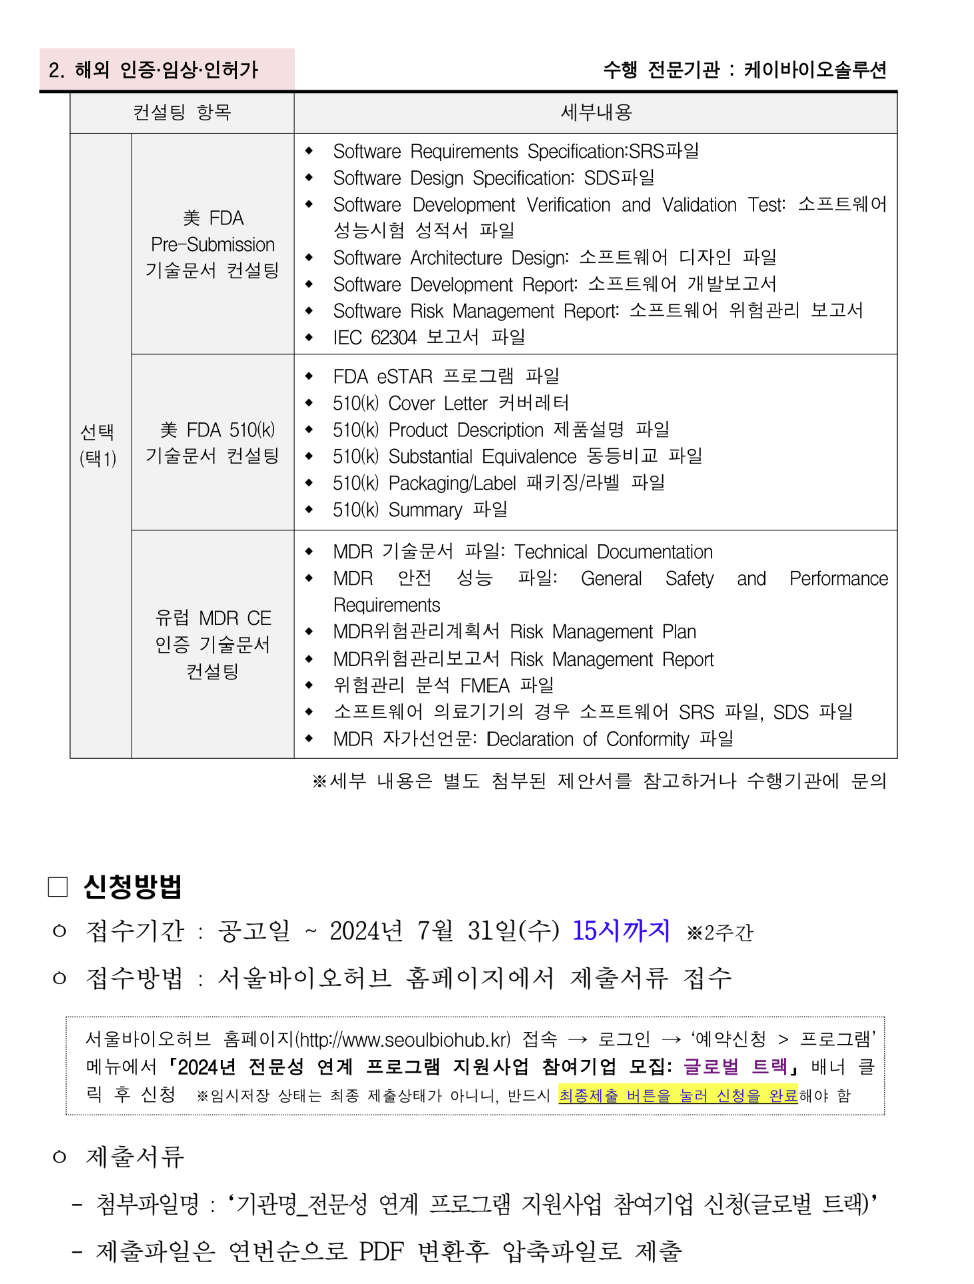 2. 해외 인증·임상·인허가
수행 전문기관 : 케이바이오솔루션
컨설팅 항목
세부내용
선택
(택1)
美 FDA
Pre-Submission
기술문서 컨설팅
◆ Software Requirements Specification:SRS파일
◆ Software Design Specification: SDS파일
◆ Software Development Verification and Validation Test: 소프트웨어
성능시험 성적서 파일
◆ Software Architecture Design: 소프트웨어 디자인 파일
◆ Software Development Report: 소프트웨어 개발보고서
◆ Software Risk Management Report: 소프트웨어 위험관리 보고서
◆ IEC 62304 보고서 파일
美 FDA 510(k)
기술문서 컨설팅
◆ FDA eSTAR 프로그램 파일
◆ 510(k) Cover Letter 커버레터
◆ 510(k) Product Description 제품설명 파일
◆ 510(k) Substantial Equivalence 동등비교 파일
◆ 510(k) Packaging/Label 패키징/라벨 파일
◆ 510(k) Summary 파일
유럽 MDR CE
인증 기술문서
컨설팅
◆ MDR 기술문서 파일: Technical Documentation
◆ MDR 안전 성능 파일: General Safety and Performance
Requirements
◆ MDR위험관리계획서 Risk Management Plan
◆ MDR위험관리보고서 Risk Management Report
◆ 위험관리 분석 FMEA 파일
◆ 소프트웨어 의료기기의 경우 소프트웨어 SRS 파일, SDS 파일
◆ MDR 자가선언문: Declaration of Conformity 파일
※세부 내용은 별도 첨부된 제안서를 참고하거나 수행기관에 문의
□ 신청방법
ㅇ 접수기간 : 공고일 ~ 2024년 7월 31일(수) 15시까지 ※2주간
ㅇ 접수방법 : 서울바이오허브 홈페이지에서 제출서류 접수
서울바이오허브 홈페이지(http://www.seoulbiohub.kr) 접속 → 로그인 → ‘예약신청 > 프로그램’
메뉴에서 「2024년 전문성 연계 프로그램 지원사업 참여기업 모집: 글로벌 트랙」 배너 클
릭 후 신청 ※임시저장 상태는 최종 제출상태가 아니니, 반드시 최종제출 버튼을 눌러 신청을 완료해야 함
ㅇ 제출서류
- 첨부파일명 : ‘기관명_전문성 연계 프로그램 지원사업 참여기업 신청(글로벌 트랙)’
- 제출파일은 연번순으로 PDF 변환후 압축파일로 제출